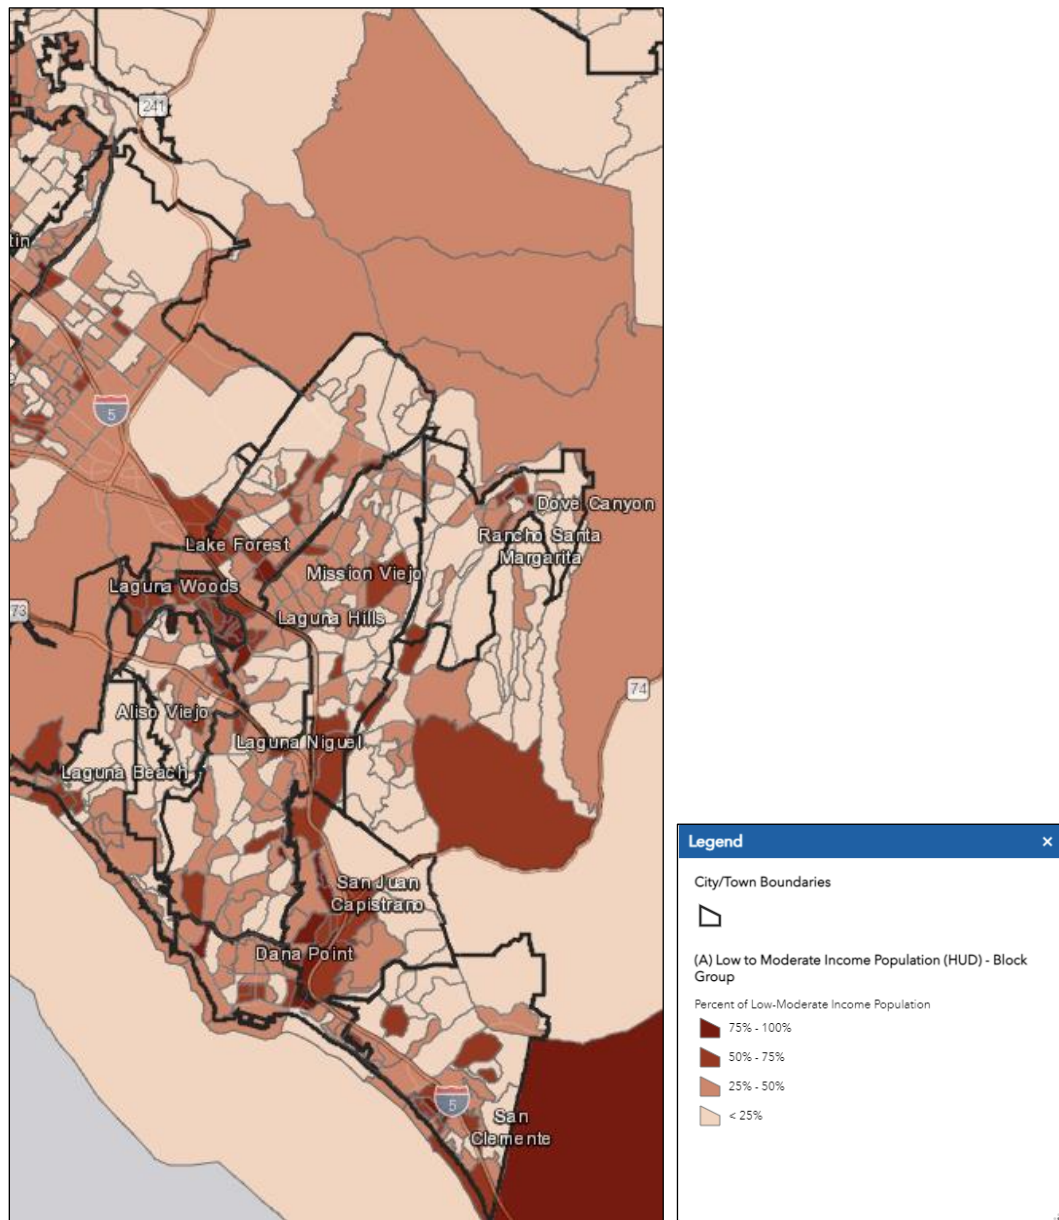 241
tin
5
Dove Canyon
Rancho Santa
Margarita
Lake Forest
Mission Viejo
Laguna Woods
73
Laguna Hills
74
Aliso Viejo
Laguna Niguel
Laguna Beach
San Juan
Capistrano
Dana Point
5
San
Clemente
Legend
×
City/Town Boundaries
(A) Low to Moderate Income Population (HUD) - Block
Group
Percent of Low-Moderate Income Population
75% - 100%
50% - 75%
25% - 50%
< 25%